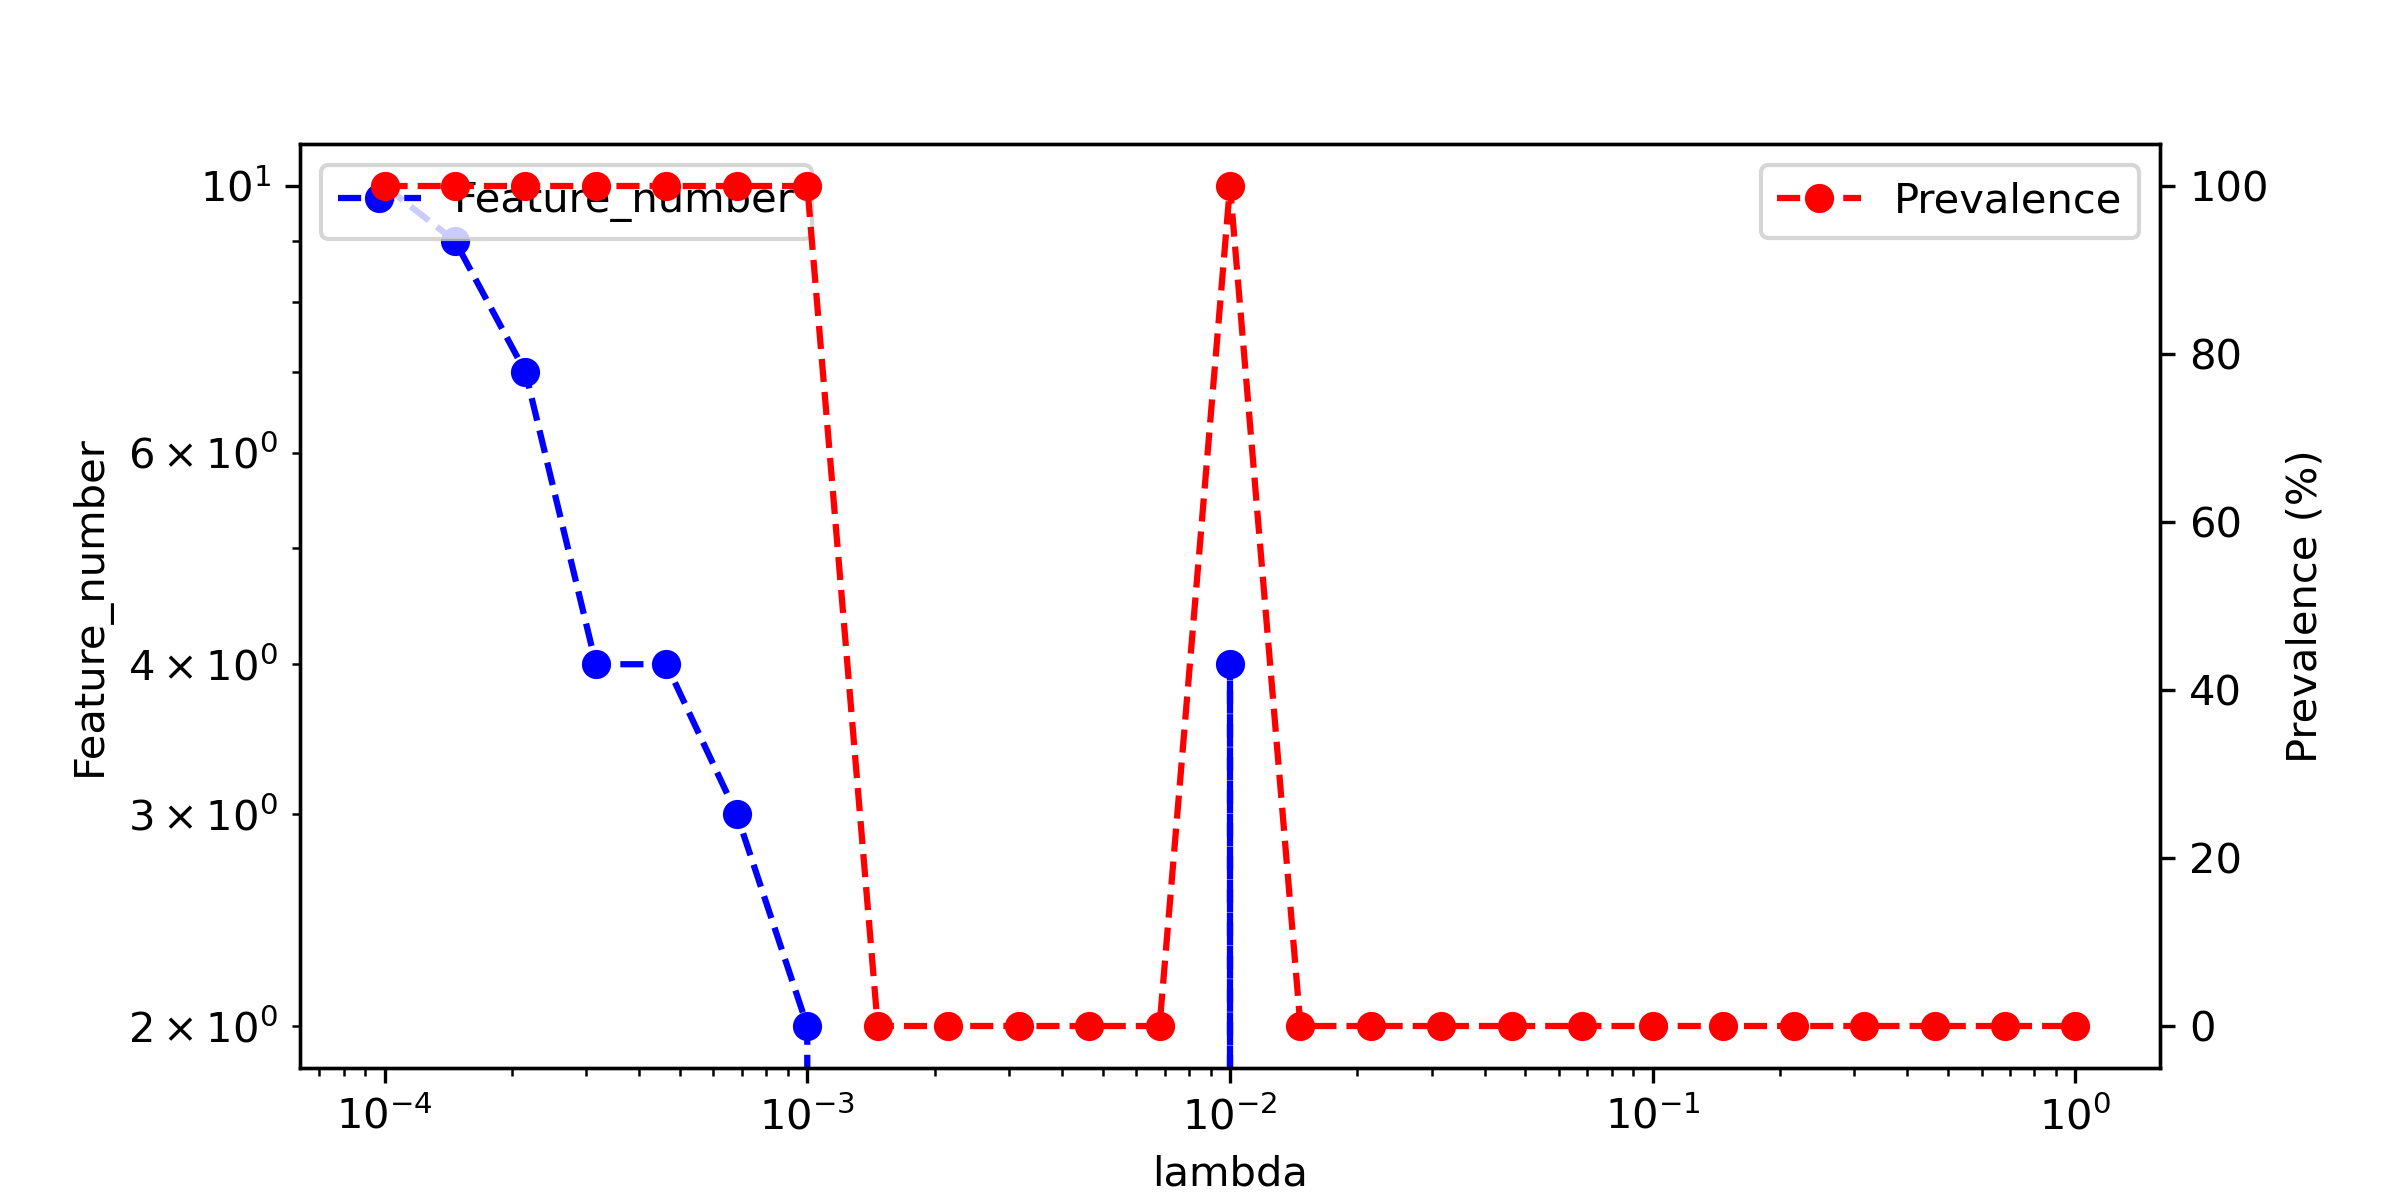 Feature_number
Prevalence
10¹
6 × 10⁰
4 × 10⁰
3 × 10⁰
2 × 10⁰
Feature_number
100
80
60
40
20
0
Prevalence (%)
10⁻⁴
10⁻³
10⁻²
10⁻¹
10⁰
lambda